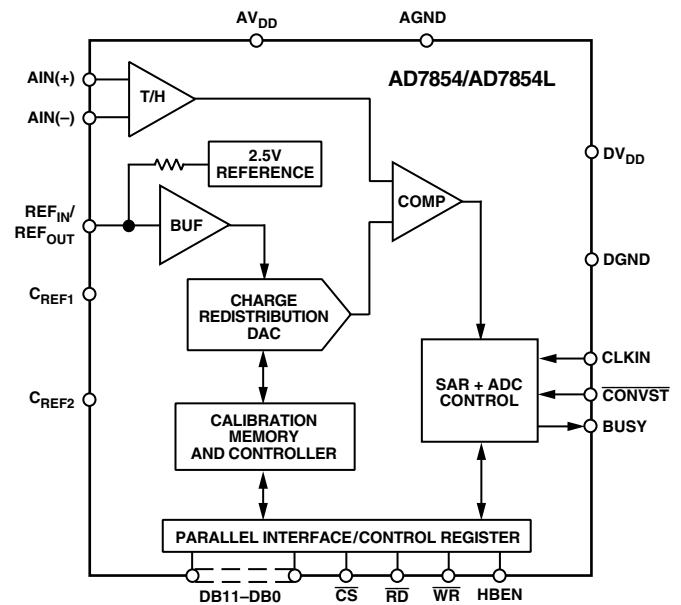 AVDD
AGND
AIN(+)
AIN(–)
T/H
AD7854/AD7854L
2.5V
REFERENCE
DVDD
COMP
REFIN/
REFOUT
BUF
DGND
CREF1
CHARGE
REDISTRIBUTION
DAC
CLKIN
SAR + ADC
CONTROL
CONVST
CREF2
BUSY
CALIBRATION
MEMORY
AND CONTROLLER
PARALLEL INTERFACE/CONTROL REGISTER
DB11–DB0
CS
RD
WR
HBEN